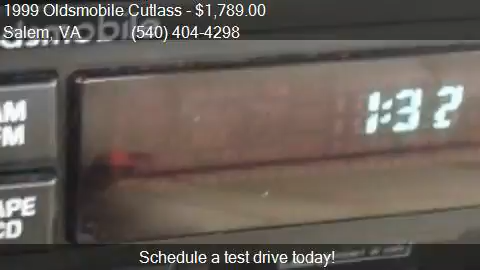 1999 Oldsmobile Cutlass - $1,789.00
Salem, VA (540) 404-4298
dsmobile
AM
FM
1:32
APE
CD
Schedule a test drive today!